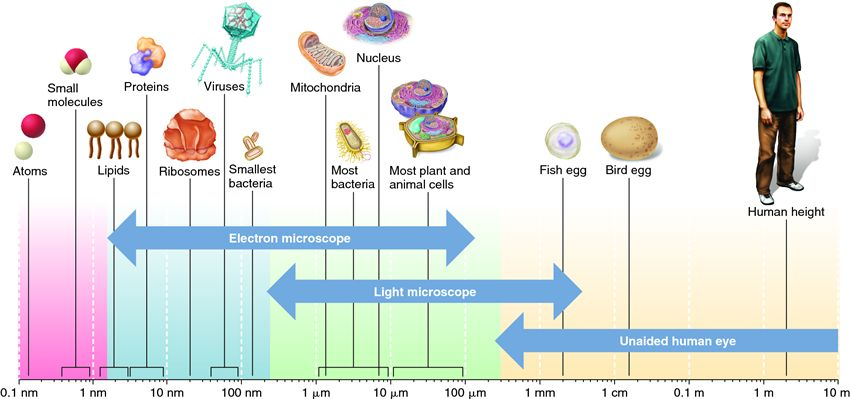 Nucleus
Small
molecules
Proteins
Viruses
Mitochondria
Atoms
Lipids
Ribosomes
Smallest
bacteria
Most
bacteria
Most plant and
animal cells
Fish egg
Bird egg
Human height
Electron microscope
Light microscope
Unaided human eye
0.1 nm
1 nm
10 nm
100 nm
1 μm
10 μm
100 μm
1 mm
1 cm
0.1 m
1 m
10 m